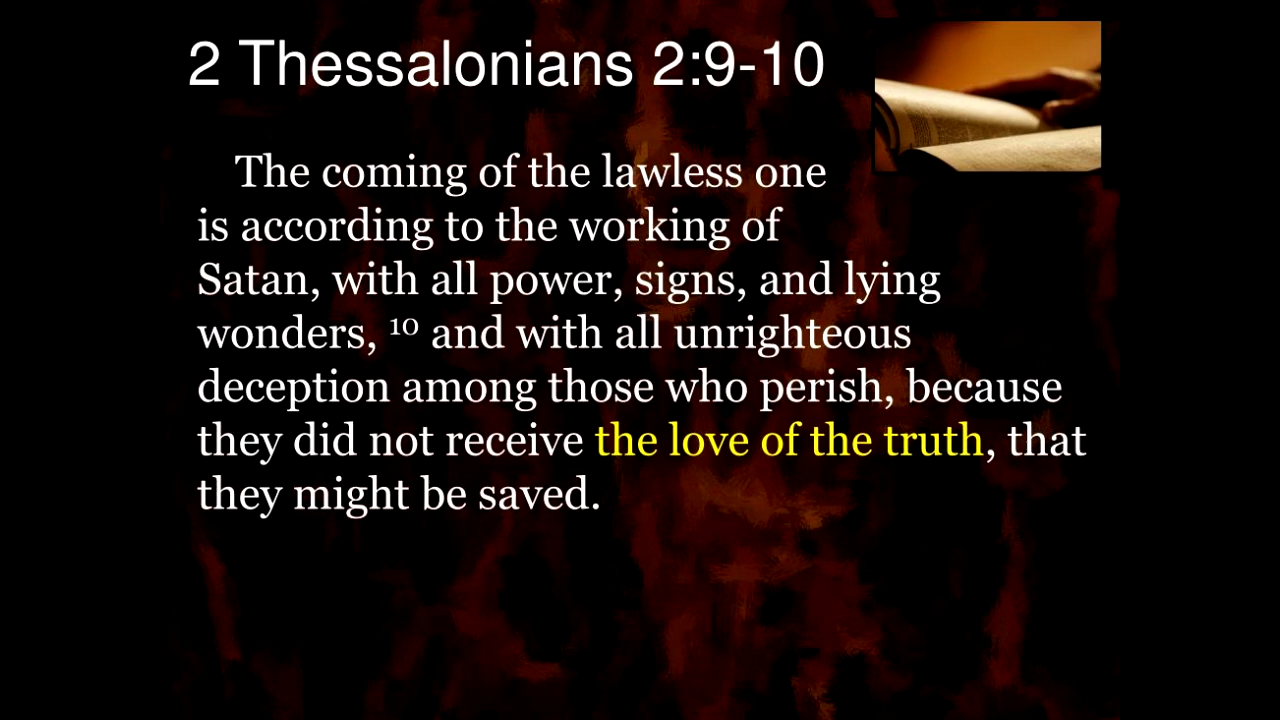 2 Thessalonians 2:9-10
The coming of the lawless one
is according to the working of
Satan, with all power, signs, and lying
wonders, ¹⁰ and with all unrighteous
deception among those who perish, because
they did not receive the love of the truth, that
they might be saved.